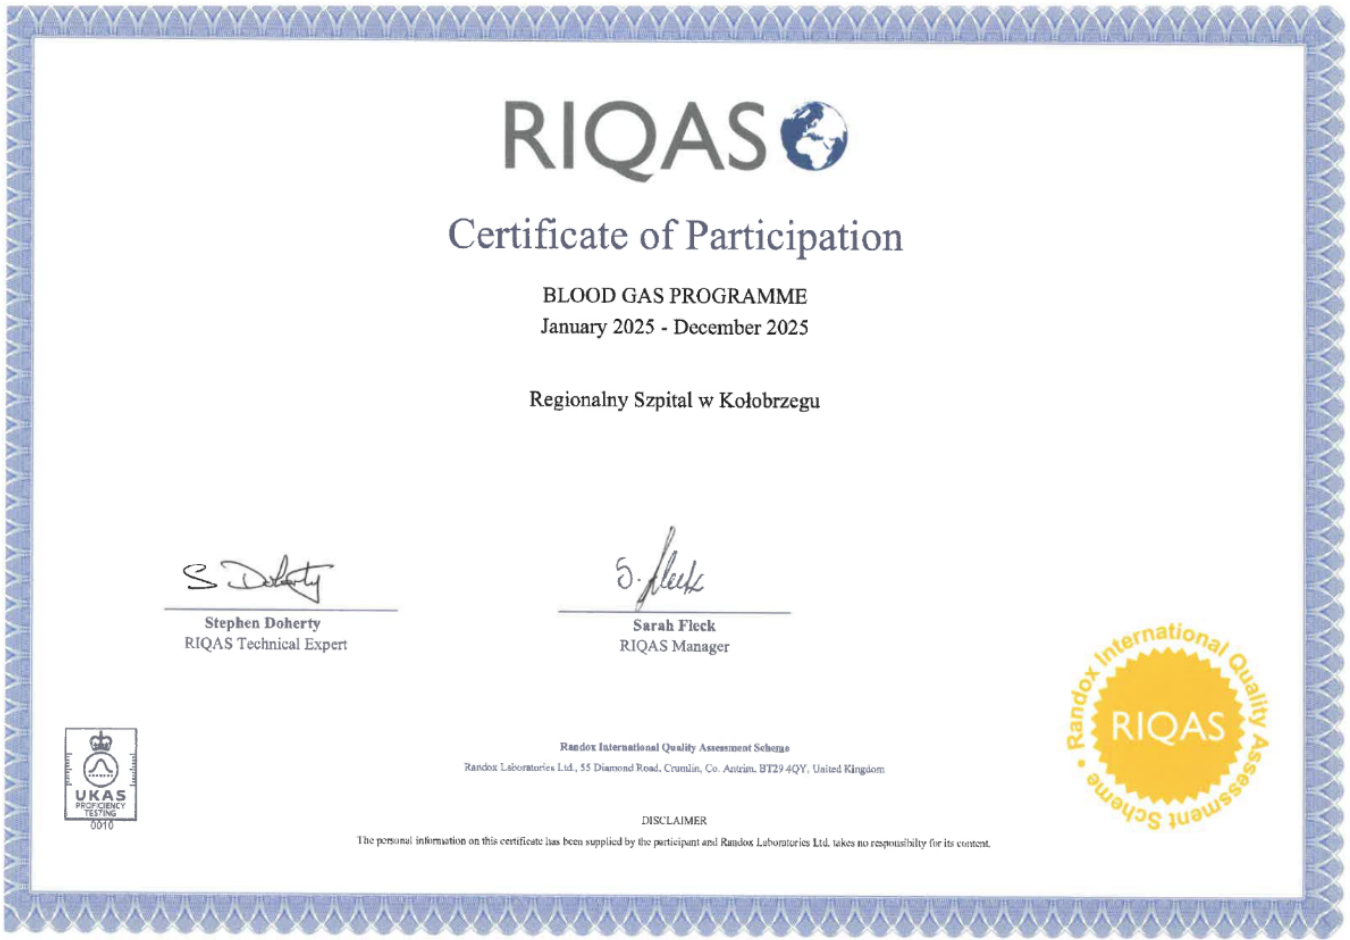 RIQAS
Certificate of Participation
BLOOD GAS PROGRAMME
January 2025 - December 2025
Regionalny Szpital w Kołobrzegu
S Doherty
S. Fleck
Stephen Doherty
RIQAS Technical Expert
Sarah Fleck
RIQAS Manager
Randox International Quality Assessment Scheme
RIQAS
UKAS
PROFICIENCY
TESTING
0010
Randox International Quality Assessment Scheme
Randox Laboratories Ltd., 55 Diamond Road, Crumlin, Co. Antrim. BT29 4QY, United Kingdom
DISCLAIMER
The personal information on this certificate has been supplied by the participant and Randox Laboratories Ltd. takes no responsibilty for its content.